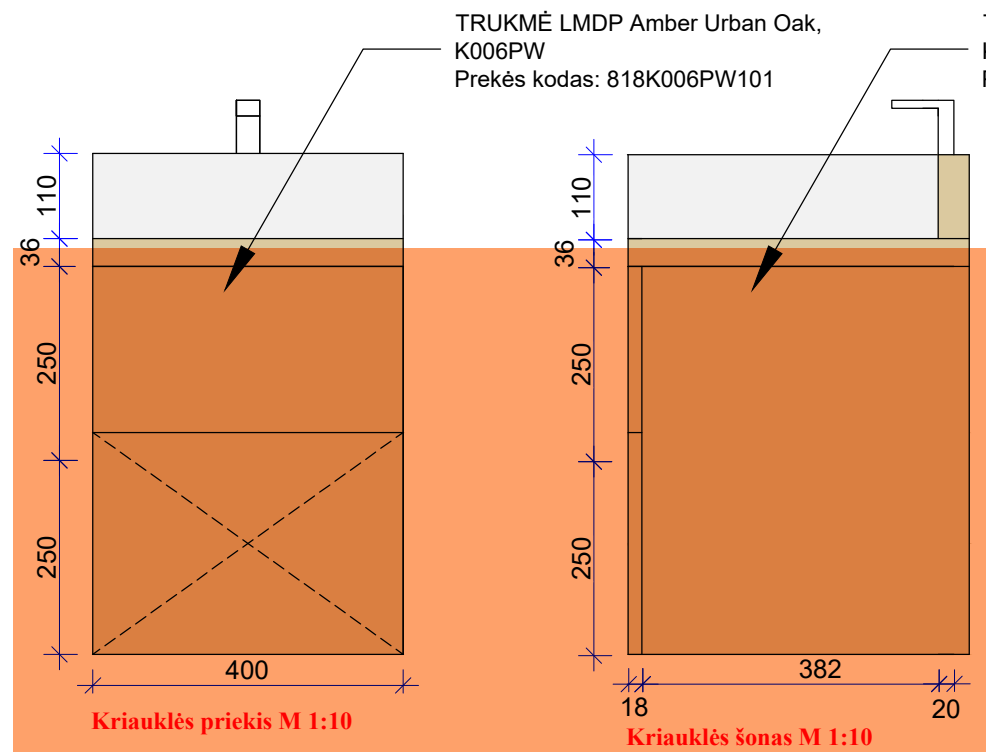 TRUKMĖ LMDP Amber Urban Oak,
K006PW
Prekės kodas: 818K006PW101
110
36
250
250
400
Kriauklės priekis M 1:10
110
36
250
250
18
382
20
Kriauklės šonas M 1:10